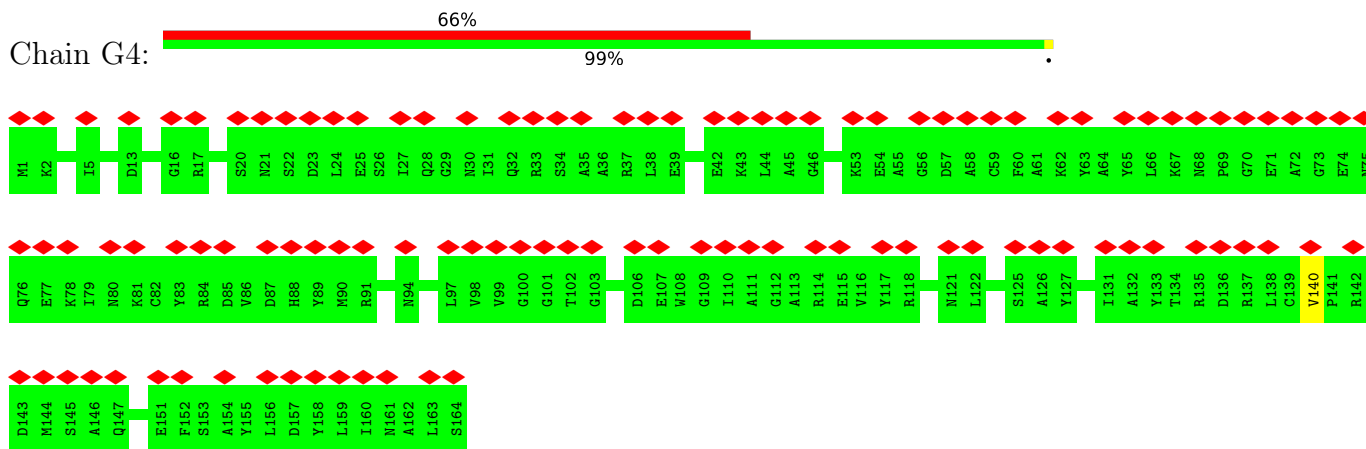 66%
Chain G4:
99%
•
M1 K2 I5 D13 G16 R17 S20 N21 S22 D23 L24 E25 S26 I27 Q28 G29 N30 I31 Q32 R33 S34 A35 A36 R37 L38 E39 E42 K43 L44 A45 G46 K53 E54 A55 G56 D57 A58 C59 F60 A61 K62 Y63 A64 Y65 L66 K67 N68 P69 G70 E71 A72 G73 E74 N75
Q76 E77 K78 I79 N80 K81 C82 Y83 R84 D85 V86 D87 H88 Y89 M90 R91 N94 L97 V98 V99 G100 G101 T102 G103 D106 E107 W108 G109 I110 A111 G112 A113 R114 E115 V116 Y117 R118 N121 L122 S125 A126 Y127 I131 A132 Y133 T134 R135 D136 R137 L138 C139 V140 P141 R142
D143 M144 S145 A146 Q147 E151 F152 S153 A154 Y155 L156 D157 Y158 L159 I160 N161 A162 L163 S164